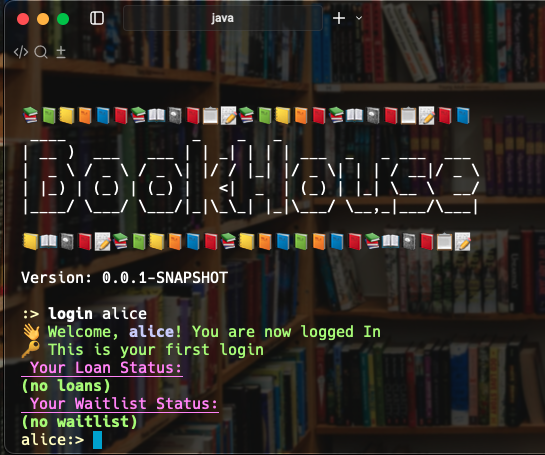 java
BookHouse
Version: 0.0.1-SNAPSHOT
:> login alice
👋 Welcome, alice! You are now logged In
🔑 This is your first login
Your Loan Status:
(no loans)
Your Waitlist Status:
(no waitlist)
alice:>